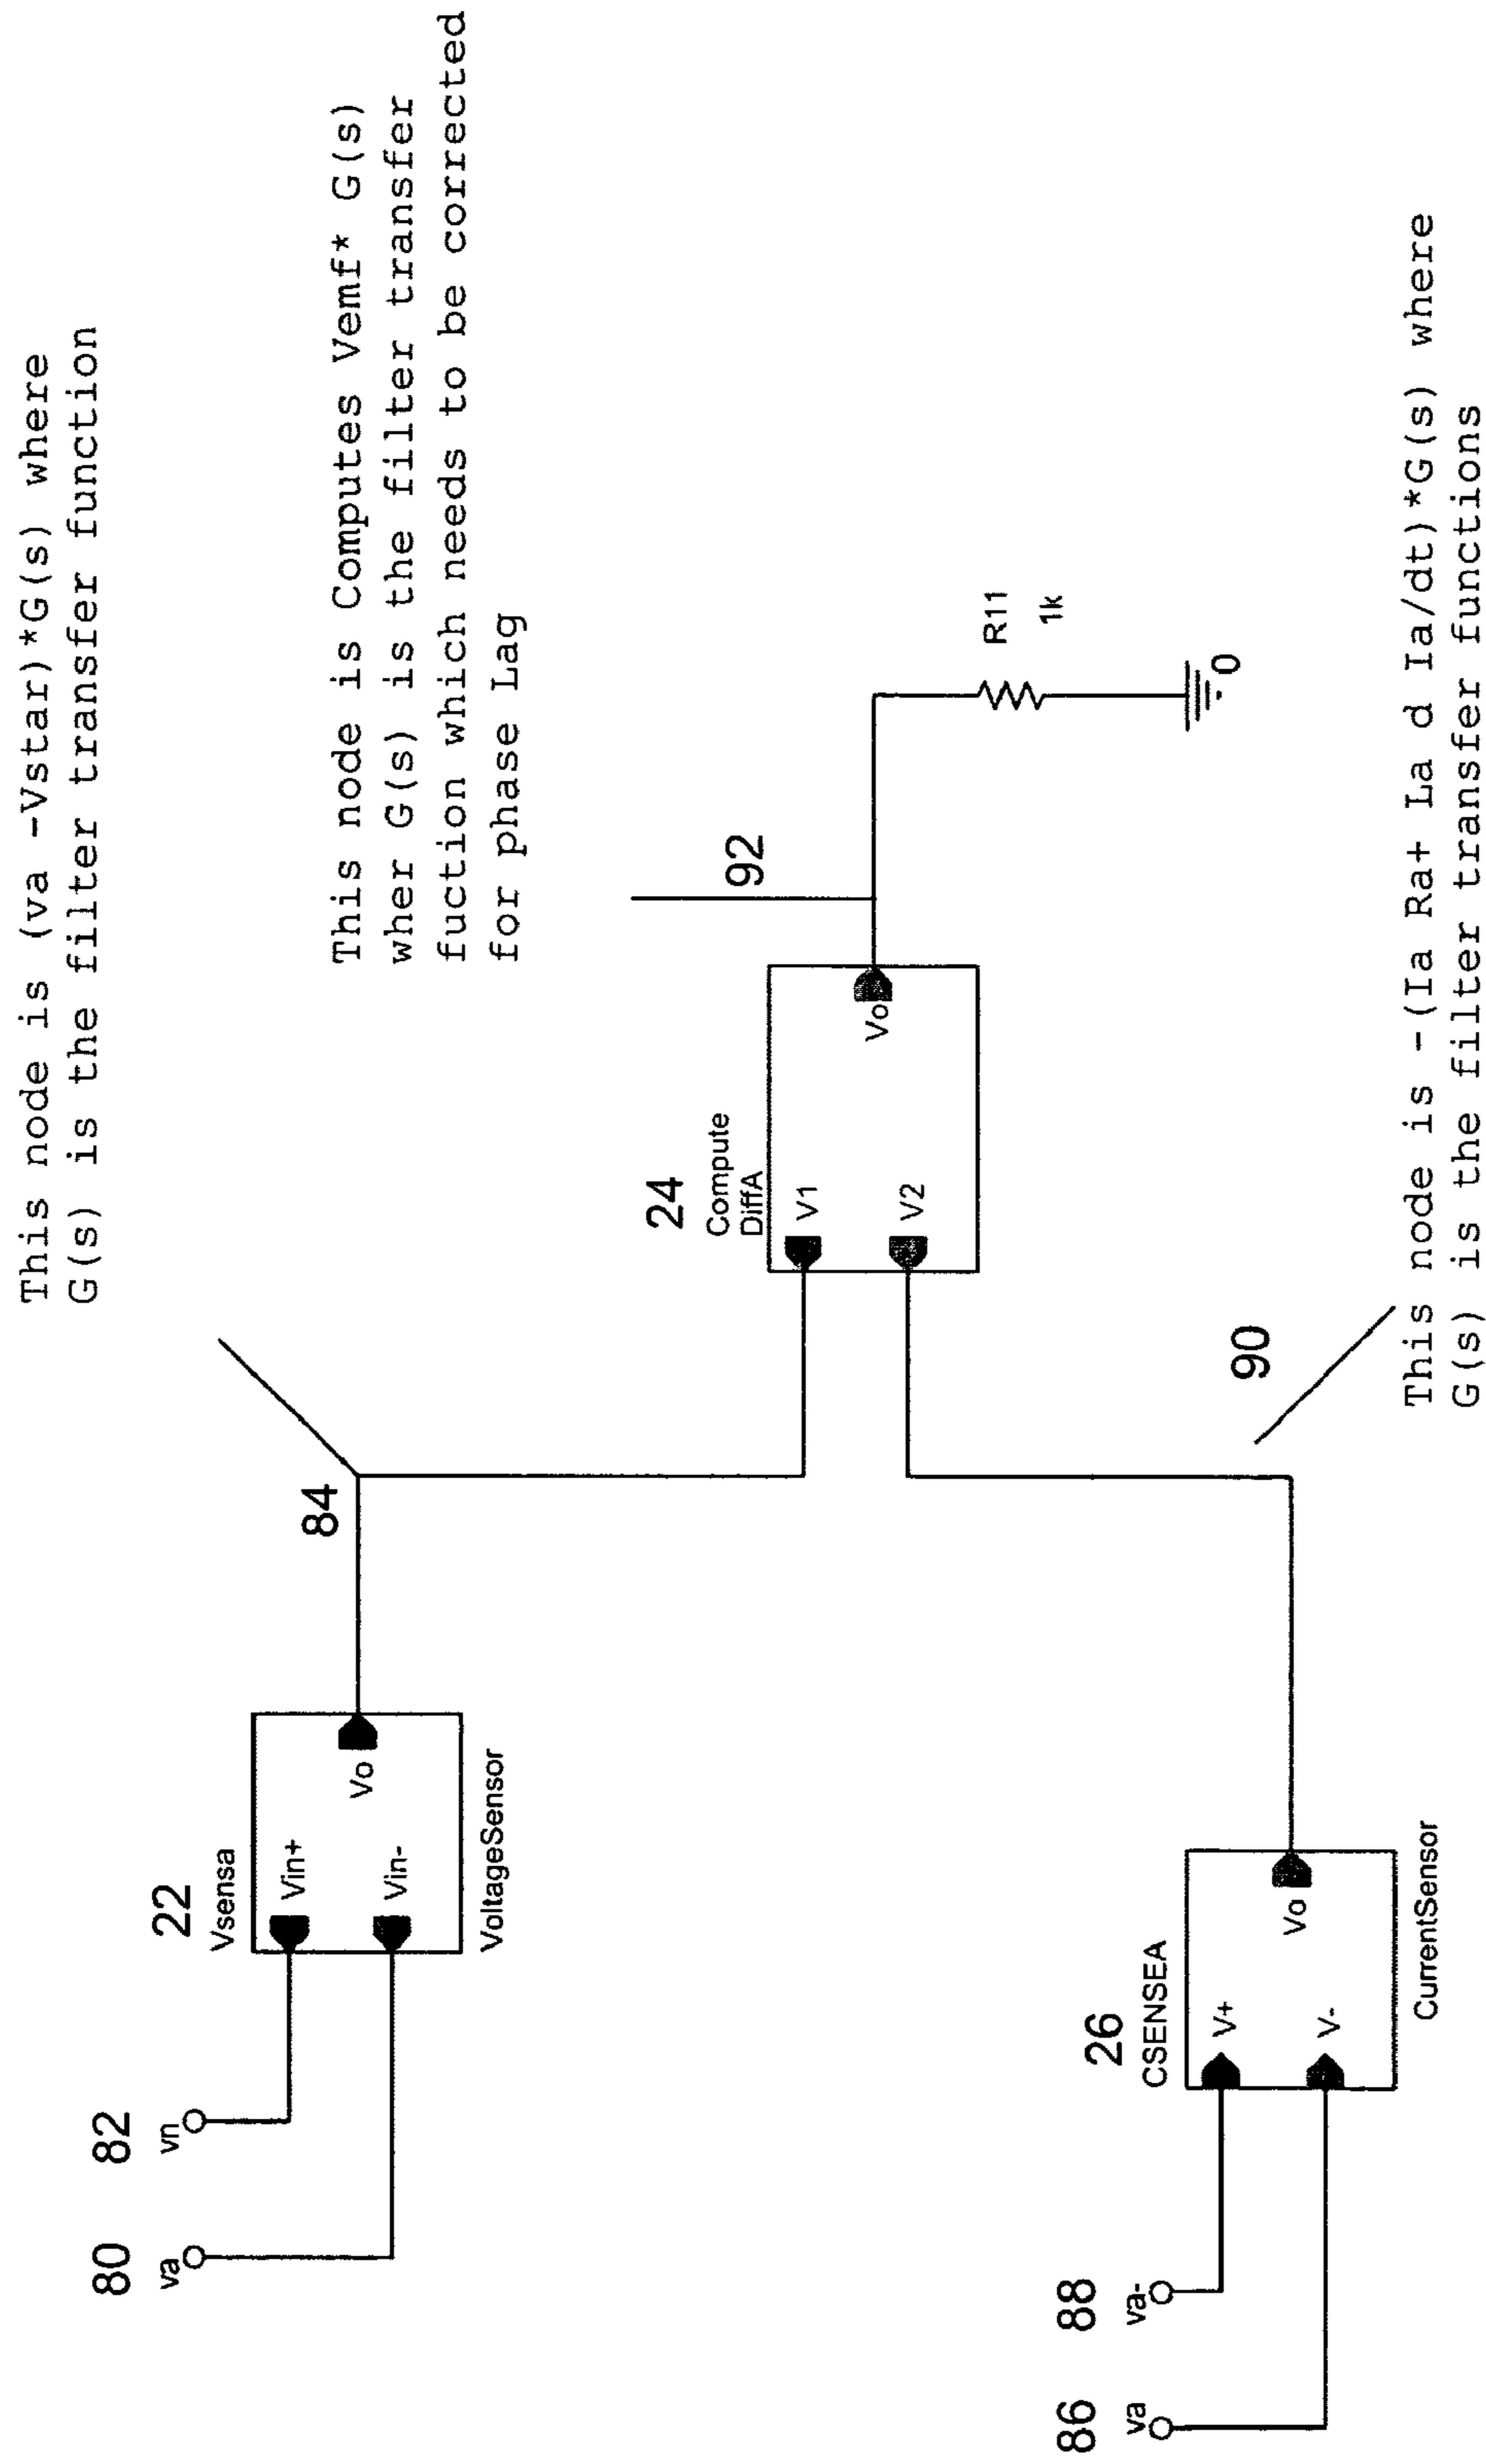 This node is (va -Vstar)*G(s) where
G(s) is the filter transfer function
This node is Computes Vemf* G(s)
wher G(s) is the filter transfer
fuction which needs to be corrected
for phase Lag
80
va
82
vn
22
Vsensa
Vin+
Vin-
Vo
VoltageSensor
84
24
Compute
DiffA
V1
V2
Vo
92
R11
1k
0
86
va
88
va-
26
CSENSEA
V+
V-
Vo
CurrentSensor
90
This node is -(Ia Ra+ La d Ia/dt)*G(s) where
G(s) is the filter transfer functions